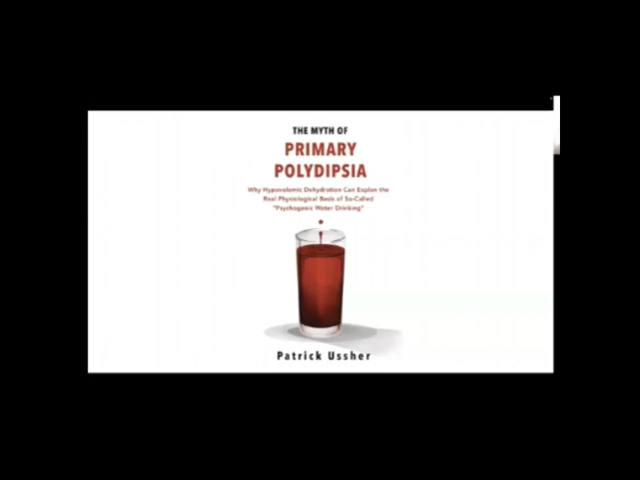 THE MYTH OF
PRIMARY
POLYDIPSIA
Why Hypovolemic Dehydration Can Explain the
Real Physiological Basis of So-Called
"Psychogenic Water Drinking"
Patrick Ussher